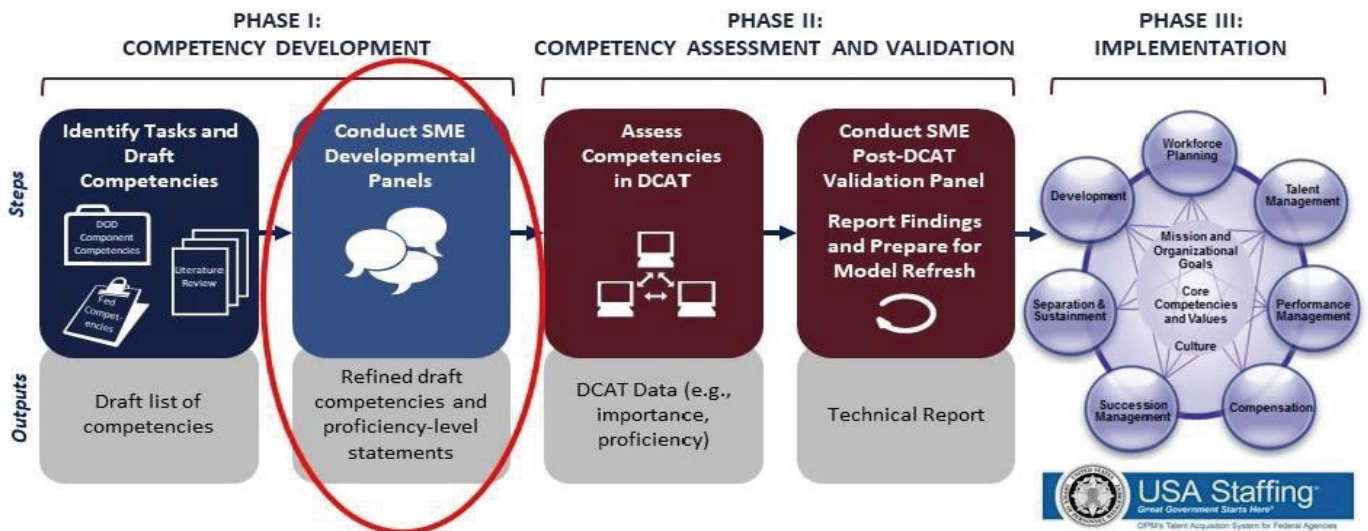 PHASE I:
COMPETENCY DEVELOPMENT
PHASE II:
COMPETENCY ASSESSMENT AND VALIDATION
PHASE III:
IMPLEMENTATION
Steps
Identify Tasks and
Draft
Competencies
DOD
Component
Competencies
Literature
Review
Fed
Compet-
encies
Conduct SME
Developmental
Panels
Assess
Competencies
in DCAT
Conduct SME
Post-DCAT
Validation Panel
Report Findings
and Prepare for
Model Refresh
Outputs
Draft list of
competencies
Refined draft
competencies and
proficiency-level
statements
DCAT Data (e.g.,
importance,
proficiency)
Technical Report
Workforce
Planning
Development
Talent
Management
Mission and
Organizational
Goals
Core
Competencies
and Values
Culture
Separation &
Sustainment
Performance
Management
Succession
Management
Compensation
USA Staffing®
Great Government Starts Here®
OPM's Talent Acquisition System for Federal Agencies